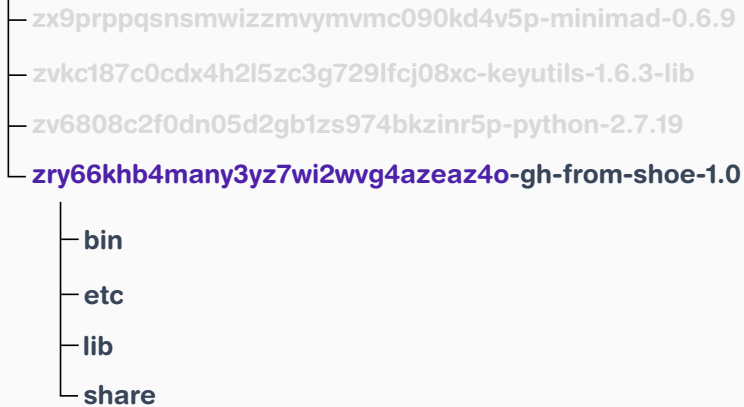 zx9prppqsnsmwizzmvymvmc090kd4v5p-minimad-0.6.9
zvkc187c0cdx4h2l5zc3g729lfcj08xc-keyutils-1.6.3-lib
zv6808c2f0dn05d2gb1zs974bkzinr5p-python-2.7.19
zry66khb4many3yz7wi2wvg4azeaz4o-gh-from-shoe-1.0
bin
etc
lib
share